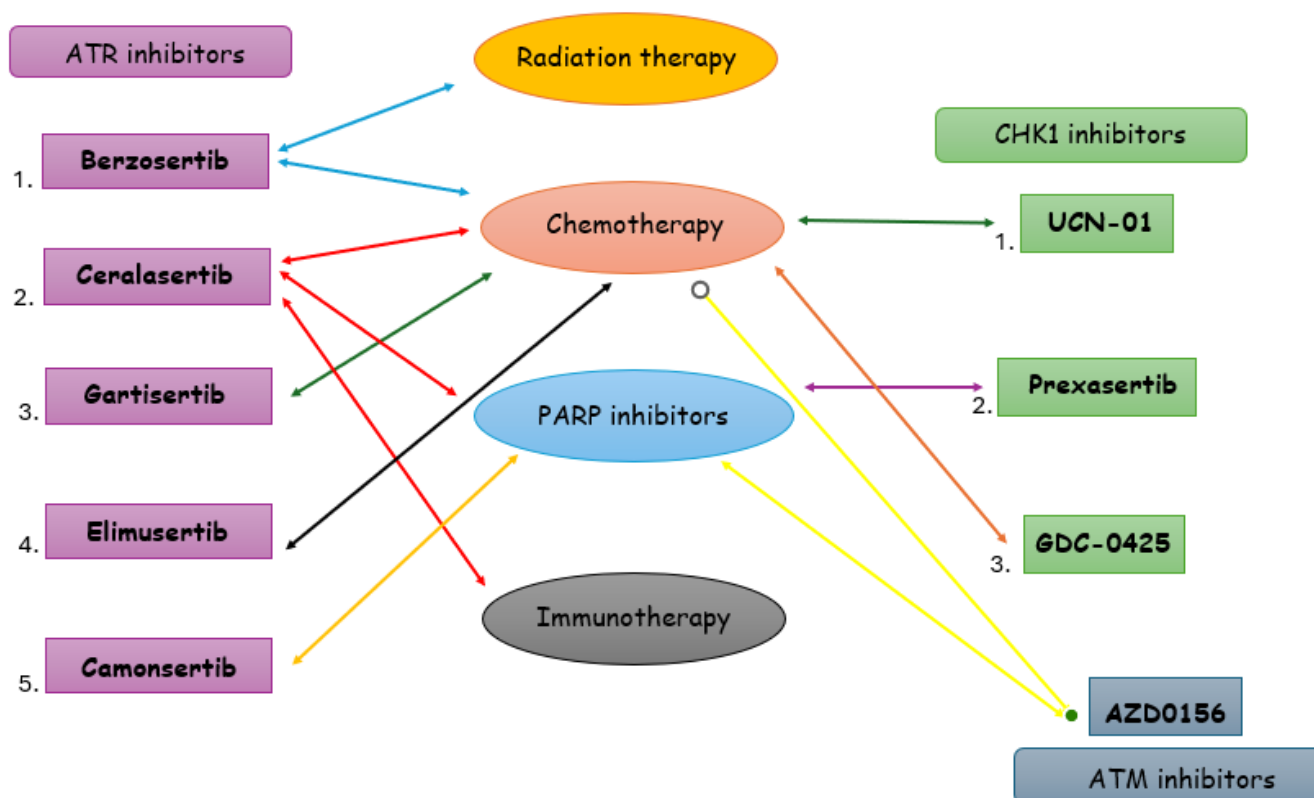 ATR inhibitors
1. Berzosertib
2. Ceralasertib
3. Gartisertib
4. Elimusertib
5. Camonsertib
Radiation therapy
Chemotherapy
PARP inhibitors
Immunotherapy
CHK1 inhibitors
1. UCN-01
2. Prexasertib
3. GDC-0425
AZD0156
ATM inhibitors